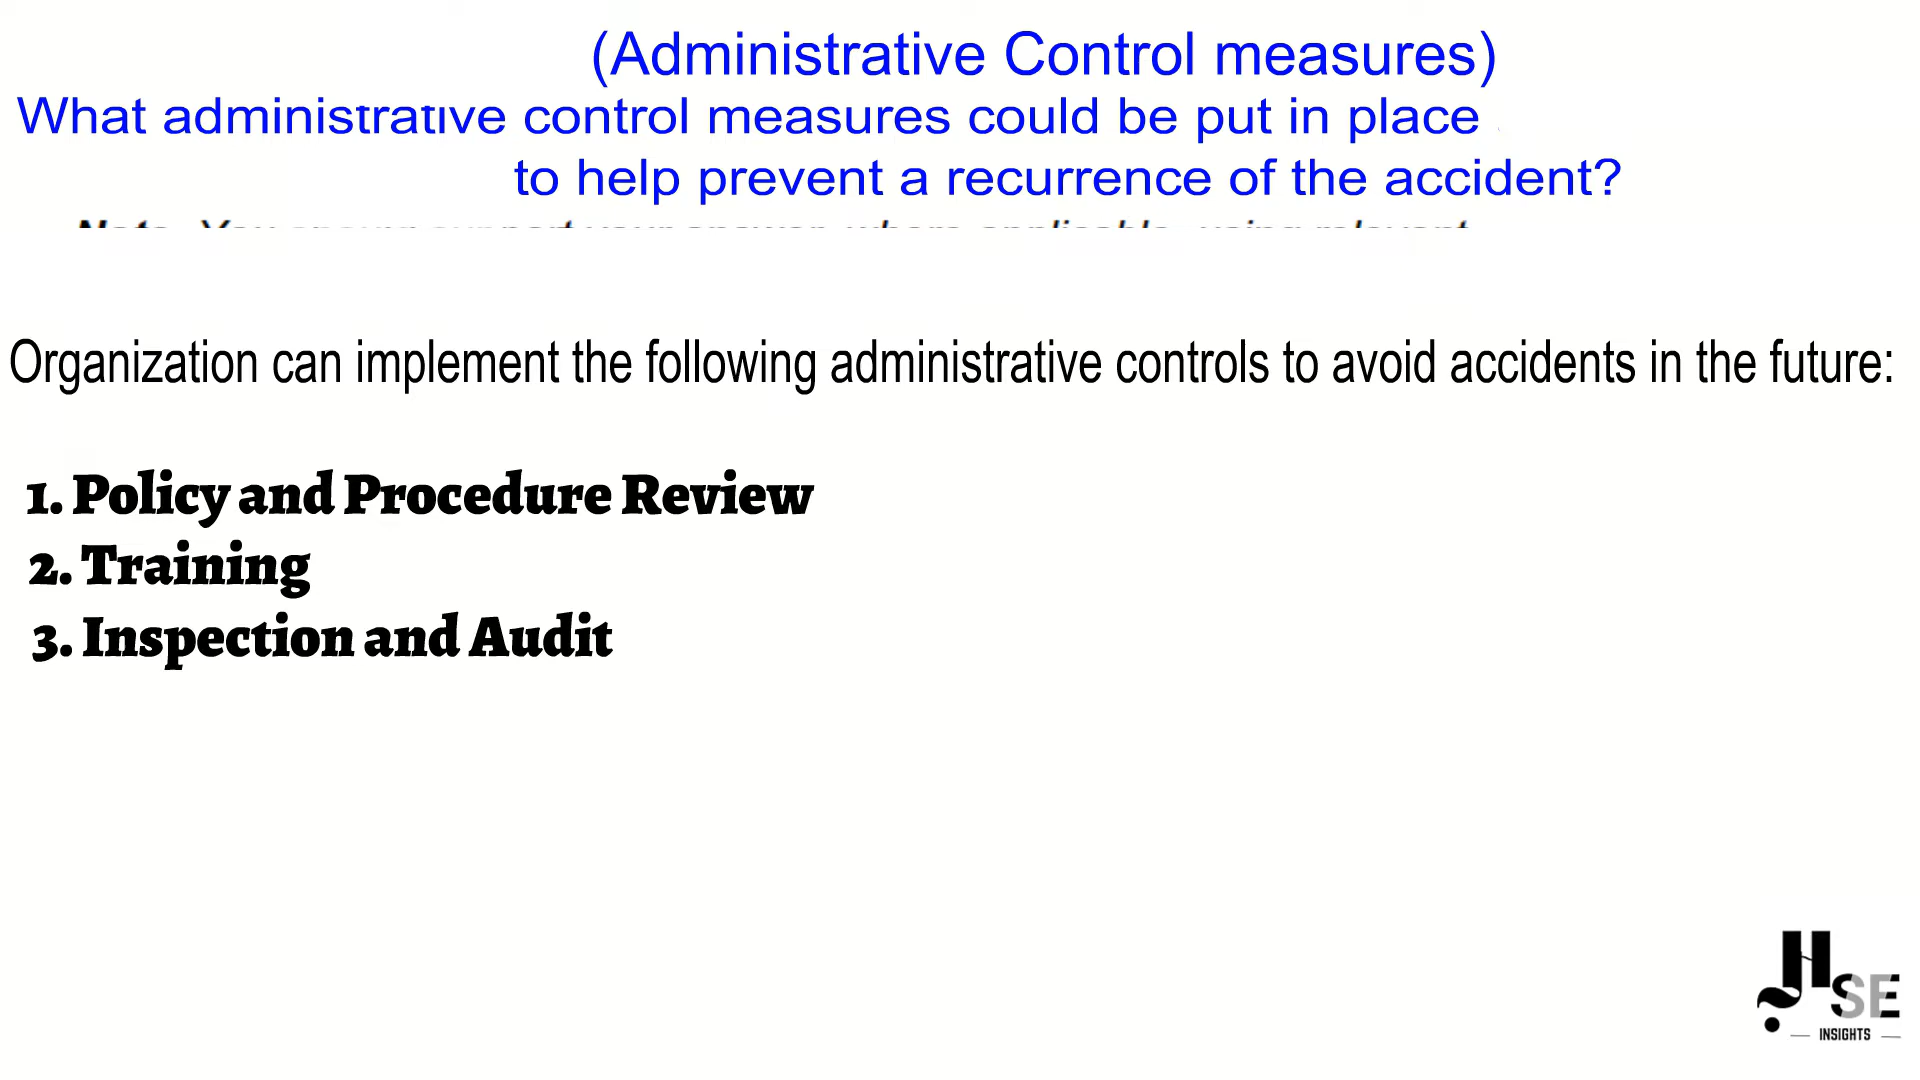 (Administrative Control measures)
What administrative control measures could be put in place
to help prevent a recurrence of the accident?
Organization can implement the following administrative controls to avoid accidents in the future:
1. Policy and Procedure Review
2. Training
3. Inspection and Audit
HSE
INSIGHTS